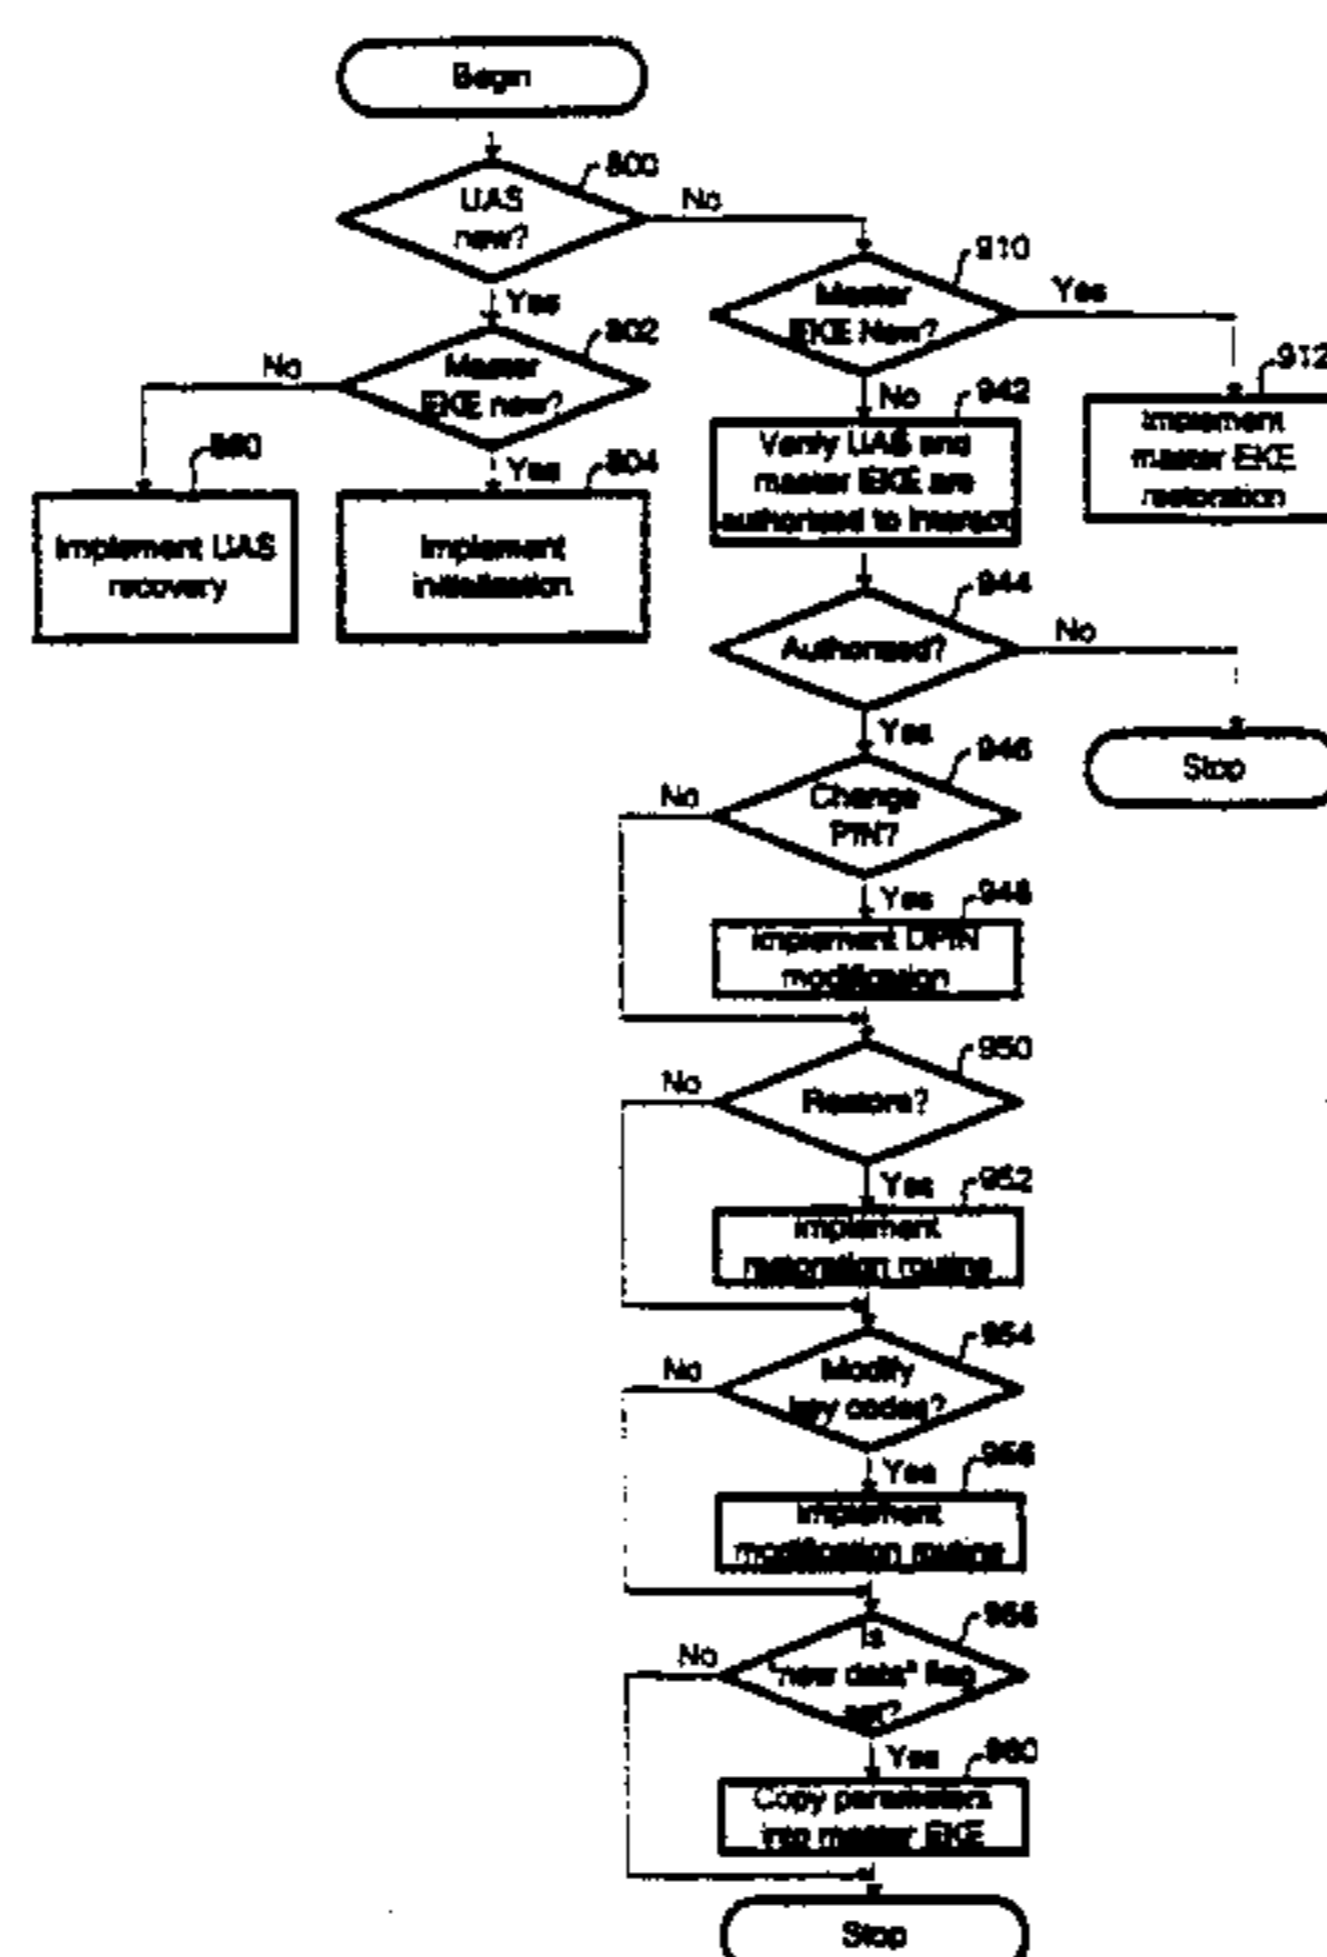 Begin
800
UAS
new?
No
Yes
910
Master
EKE New?
Yes
802
Master
EKE new?
No
Yes
912
Implement
master EKE
restoration
No
942
Verify UAS and
master EKE are
authorised to interact
Implement UAS
recovery
804
Implement
initialisation
944
Authorised?
No
Yes
Stop
946
Change
PIN?
No
Yes
948
Implement DPIN
modification
950
Restore?
No
Yes
952
Implement
restoration routine
954
Modify
key codes?
No
Yes
956
Implement
modification routine
Is
"new data" flag
set?
No
Yes
960
Copy parameters
into master EKE
Stop